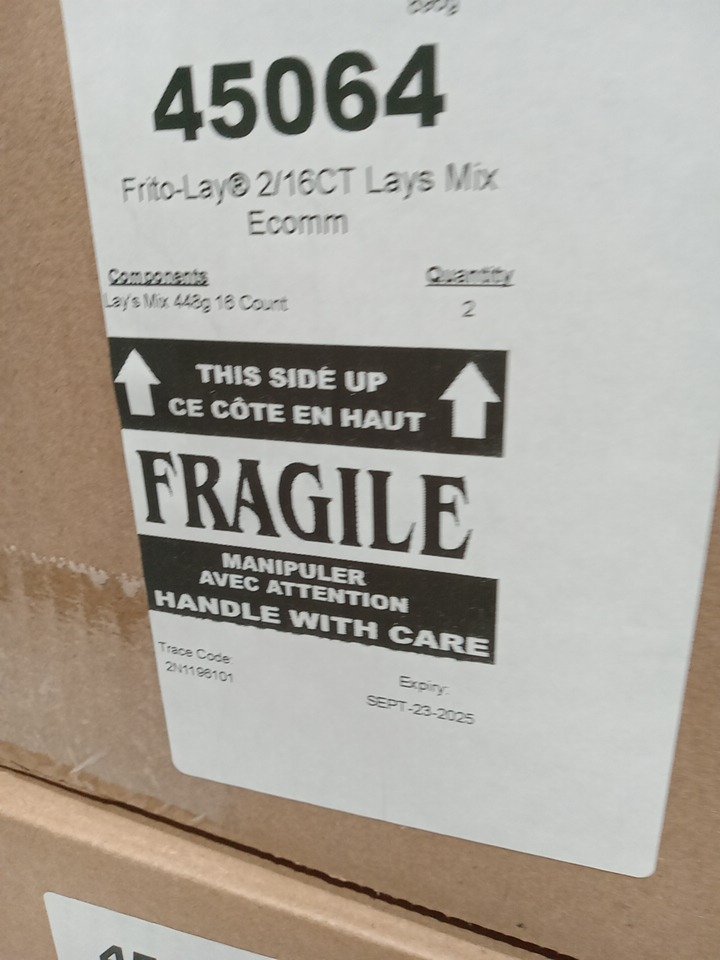 45064
Frito-Lay® 2/16CT Lays Mix
Ecomm
Components
Quantity
Lay's Mix 448g 16 Count
2
THIS SIDE UP
CE CÔTE EN HAUT
FRAGILE
MANIPULER
AVEC ATTENTION
HANDLE WITH CARE
Trace Code:
2N1196101
Expiry:
SEPT-23-2025